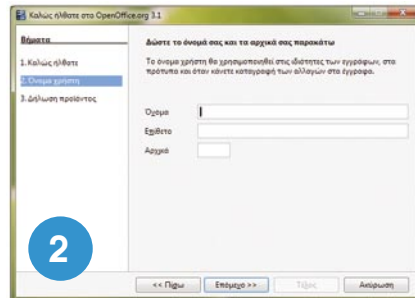 Καλώς ήλθατε στο OpenOffice.org 3.1
Βήματα
1. Καλώς ήλθατε
2. Όνομα χρήστη
3. Δήλωση προϊόντος
Δώστε το όνομά σας και τα αρχικά σας παρακάτω
Το όνομα χρήστη θα χρησιμοποιηθεί στις ιδιότητες των εγγράφων, στα
πρότυπα και όταν κάνετε καταγραφή των αλλαγών στα έγγραφα.
Όνομα
Επίθετο
Αρχικά
2
<< Πίσω
Επόμενο >>
Τέλος
Ακύρωση